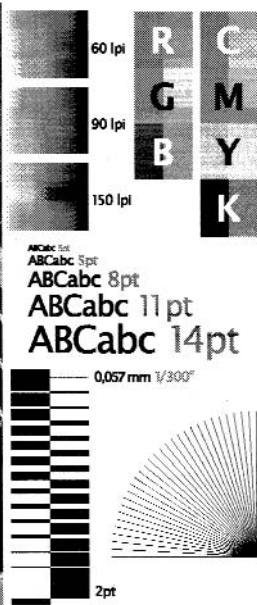 60 lpi
90 lpi
150 lpi
R C
G M
B Y
K
ABCabc 5pt
ABCabc 8pt
ABCabc 11pt
ABCabc 14pt
0,057 mm 1/300"
2pt